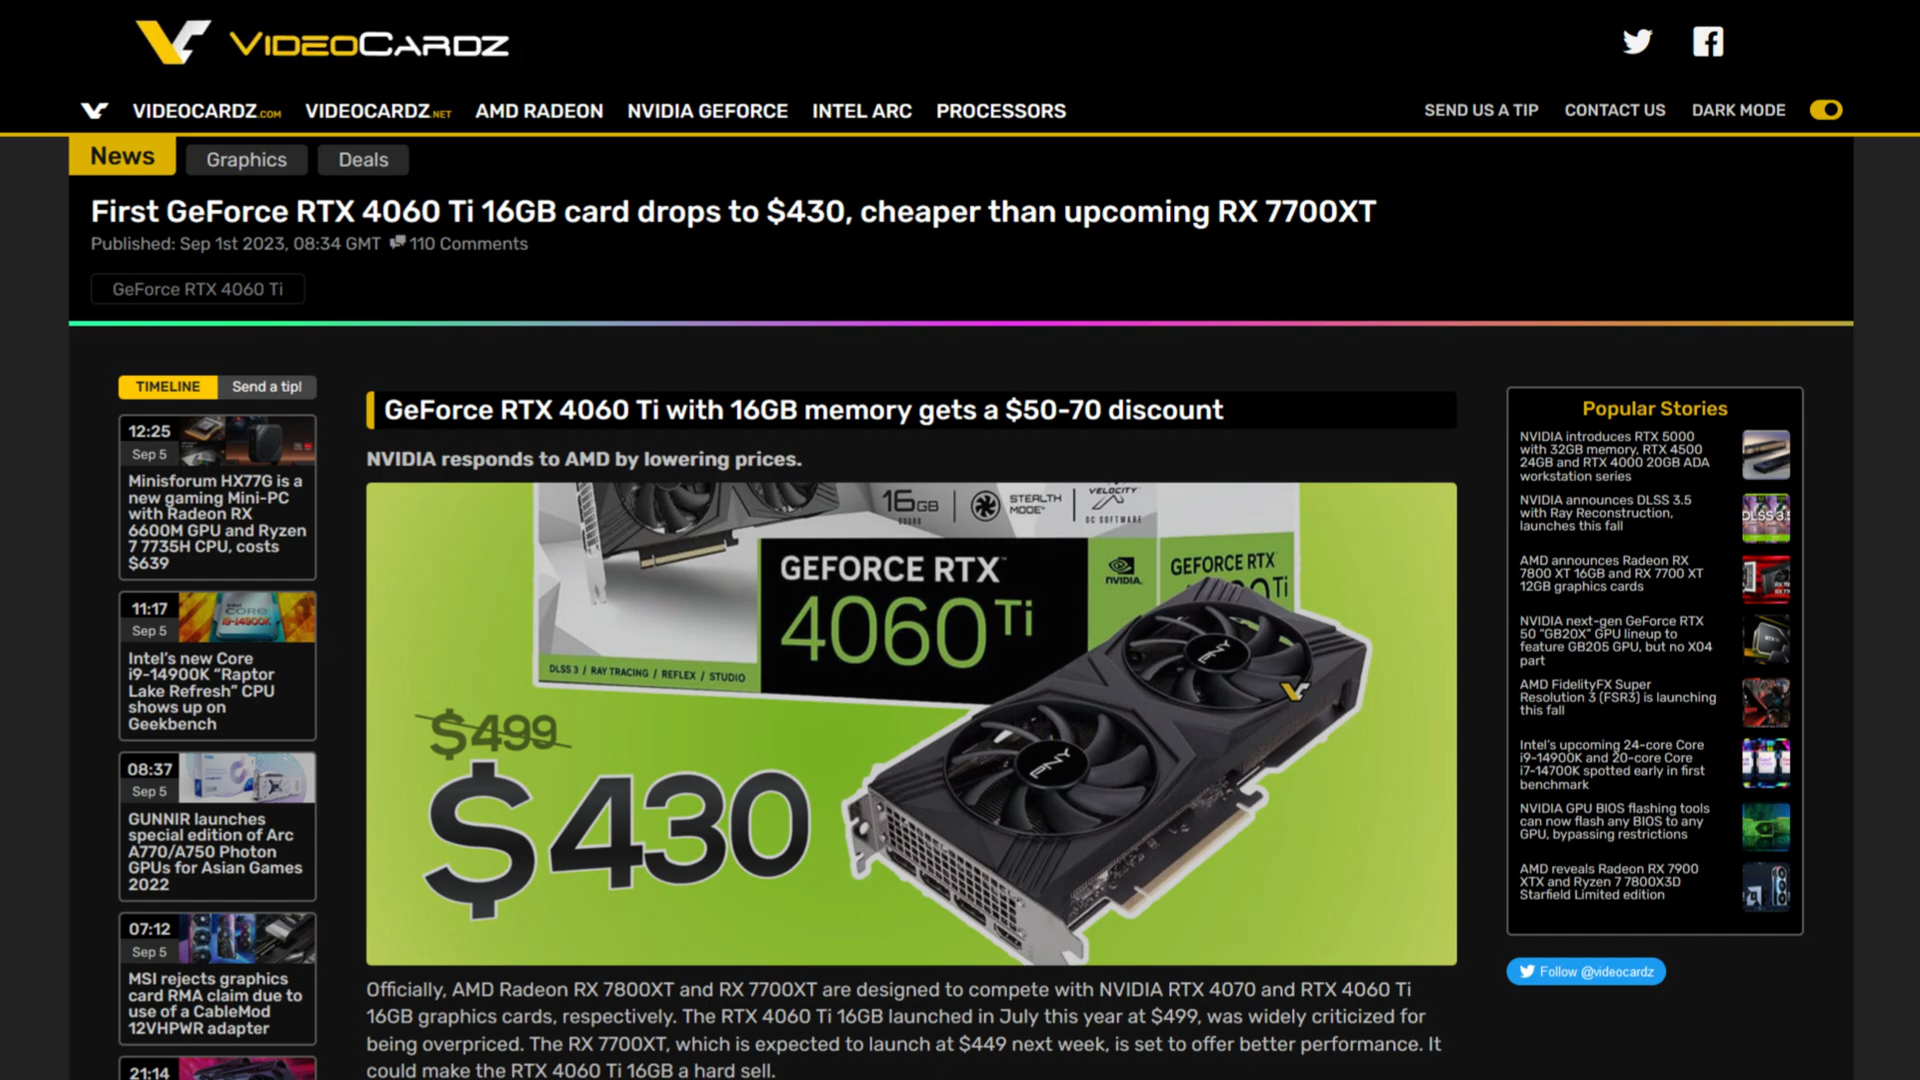 VIDEOCARDZ
VIDEOCARDZ.COM VIDEOCARDZ.NET AMD RADEON NVIDIA GEFORCE INTEL ARC PROCESSORS SEND US A TIP CONTACT US DARK MODE
News Graphics Deals
First GeForce RTX 4060 Ti 16GB card drops to $430, cheaper than upcoming RX 7700XT
Published: Sep 1st 2023, 08:34 GMT 110 Comments
GeForce RTX 4060 Ti
TIMELINE Send a tip!
12:25
Sep 5
Minisforum HX77G is a
new gaming Mini-PC
with Radeon RX
6600M GPU and Ryzen
7 7735H CPU, costs
$639
11:17
Sep 5
intel
CORE
i9-14900K
Intel's new Core
i9-14900K “Raptor
Lake Refresh” CPU
shows up on
Geekbench
08:37
Sep 5
GUNNIR launches
special edition of Arc
A770/A750 Photon
GPUs for Asian Games
2022
07:12
Sep 5
MSI rejects graphics
card RMA claim due to
use of a CableMod
12VHPWR adapter
21:14
GeForce RTX 4060 Ti with 16GB memory gets a $50-70 discount
NVIDIA responds to AMD by lowering prices.
16GB
STEALTH
MODE™
VELOCITY
OC SOFTWARE
GEFORCE RTX™
4060 Ti
NVIDIA.
GEFORCE RTX
Ti
DLSS 3 / RAY TRACING / REFLEX / STUDIO
PNY
PNY
$499
$430
Officially, AMD Radeon RX 7800XT and RX 7700XT are designed to compete with NVIDIA RTX 4070 and RTX 4060 Ti
16GB graphics cards, respectively. The RTX 4060 Ti 16GB launched in July this year at $499, was widely criticized for
being overpriced. The RX 7700XT, which is expected to launch at $449 next week, is set to offer better performance. It
could make the RTX 4060 Ti 16GB a hard sell.
Popular Stories
NVIDIA introduces RTX 5000
with 32GB memory, RTX 4500
24GB and RTX 4000 20GB ADA
workstation series
NVIDIA announces DLSS 3.5
with Ray Reconstruction,
launches this fall
DLSS 3.5
AMD announces Radeon RX
7800 XT 16GB and RX 7700 XT
12GB graphics cards
NVIDIA next-gen GeForce RTX
50 “GB20X” GPU lineup to
feature GB205 GPU, but no X04
part
AMD FidelityFX Super
Resolution 3 (FSR3) is launching
this fall
Intel's upcoming 24-core Core
i9-14900K and 20-core Core
i7-14700K spotted early in first
benchmark
NVIDIA GPU BIOS flashing tools
can now flash any BIOS to any
GPU, bypassing restrictions
AMD reveals Radeon RX 7900
XTX and Ryzen 7 7800X3D
Starfield Limited edition
Follow @videocardz